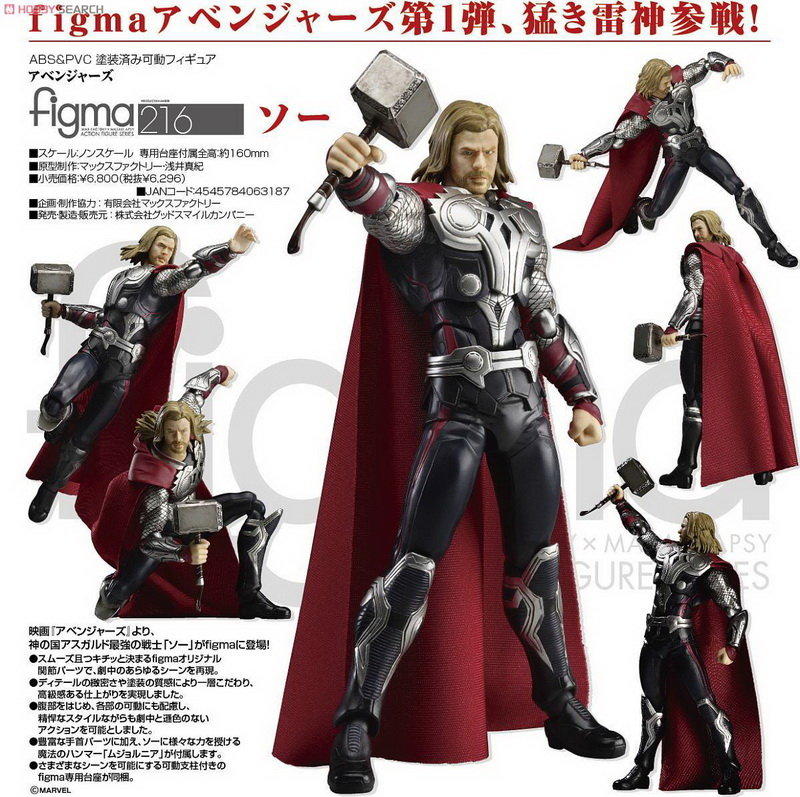 HOBBY SEARCH
figmaアベンジャーズ第1弾、猛き雷神参戦!
ABS&PVC 塗装済み可動フィギュア
アベンジャーズ
figma 216 ソー
MAX FACTORY×MASAKI APSY
ACTION FIGURE SERIES
■スケール:ノンスケール 専用台座付属全高:約160mm
■原型制作:マックスファクトリー・浅井真紀
■小売価格:¥6,800(税抜¥6,296)
■JANコード:4545784063187
■企画・制作協力:有限会社マックスファクトリー
■発売・製造・販売元:株式会社グッドスマイルカンパニー
figma
Y×MA
APSY
FIGURE SERIES
映画『アベンジャーズ』より、
神の国アスガルド最強の戦士「ソー」がfigmaに登場!
●スムーズ且つキチッと決まるfigmaオリジナル
関節パーツで、劇中のあらゆるシーンを再現。
●ディテールの緻密さや塗装の質感により一層こだわり、
高級感ある仕上がりを実現しました。
●腹部をはじめ、各部の可動にも配慮し、
精悍なスタイルながらも劇中と遜色のない
アクションを可能としました。
●豊富な手首パーツに加え、ソーに様々な力を授ける
魔法のハンマー「ムジョルニア」が付属します。
●さまざまなシーンを可能にする可動支柱付きの
figma専用台座が同梱。
©MARVEL